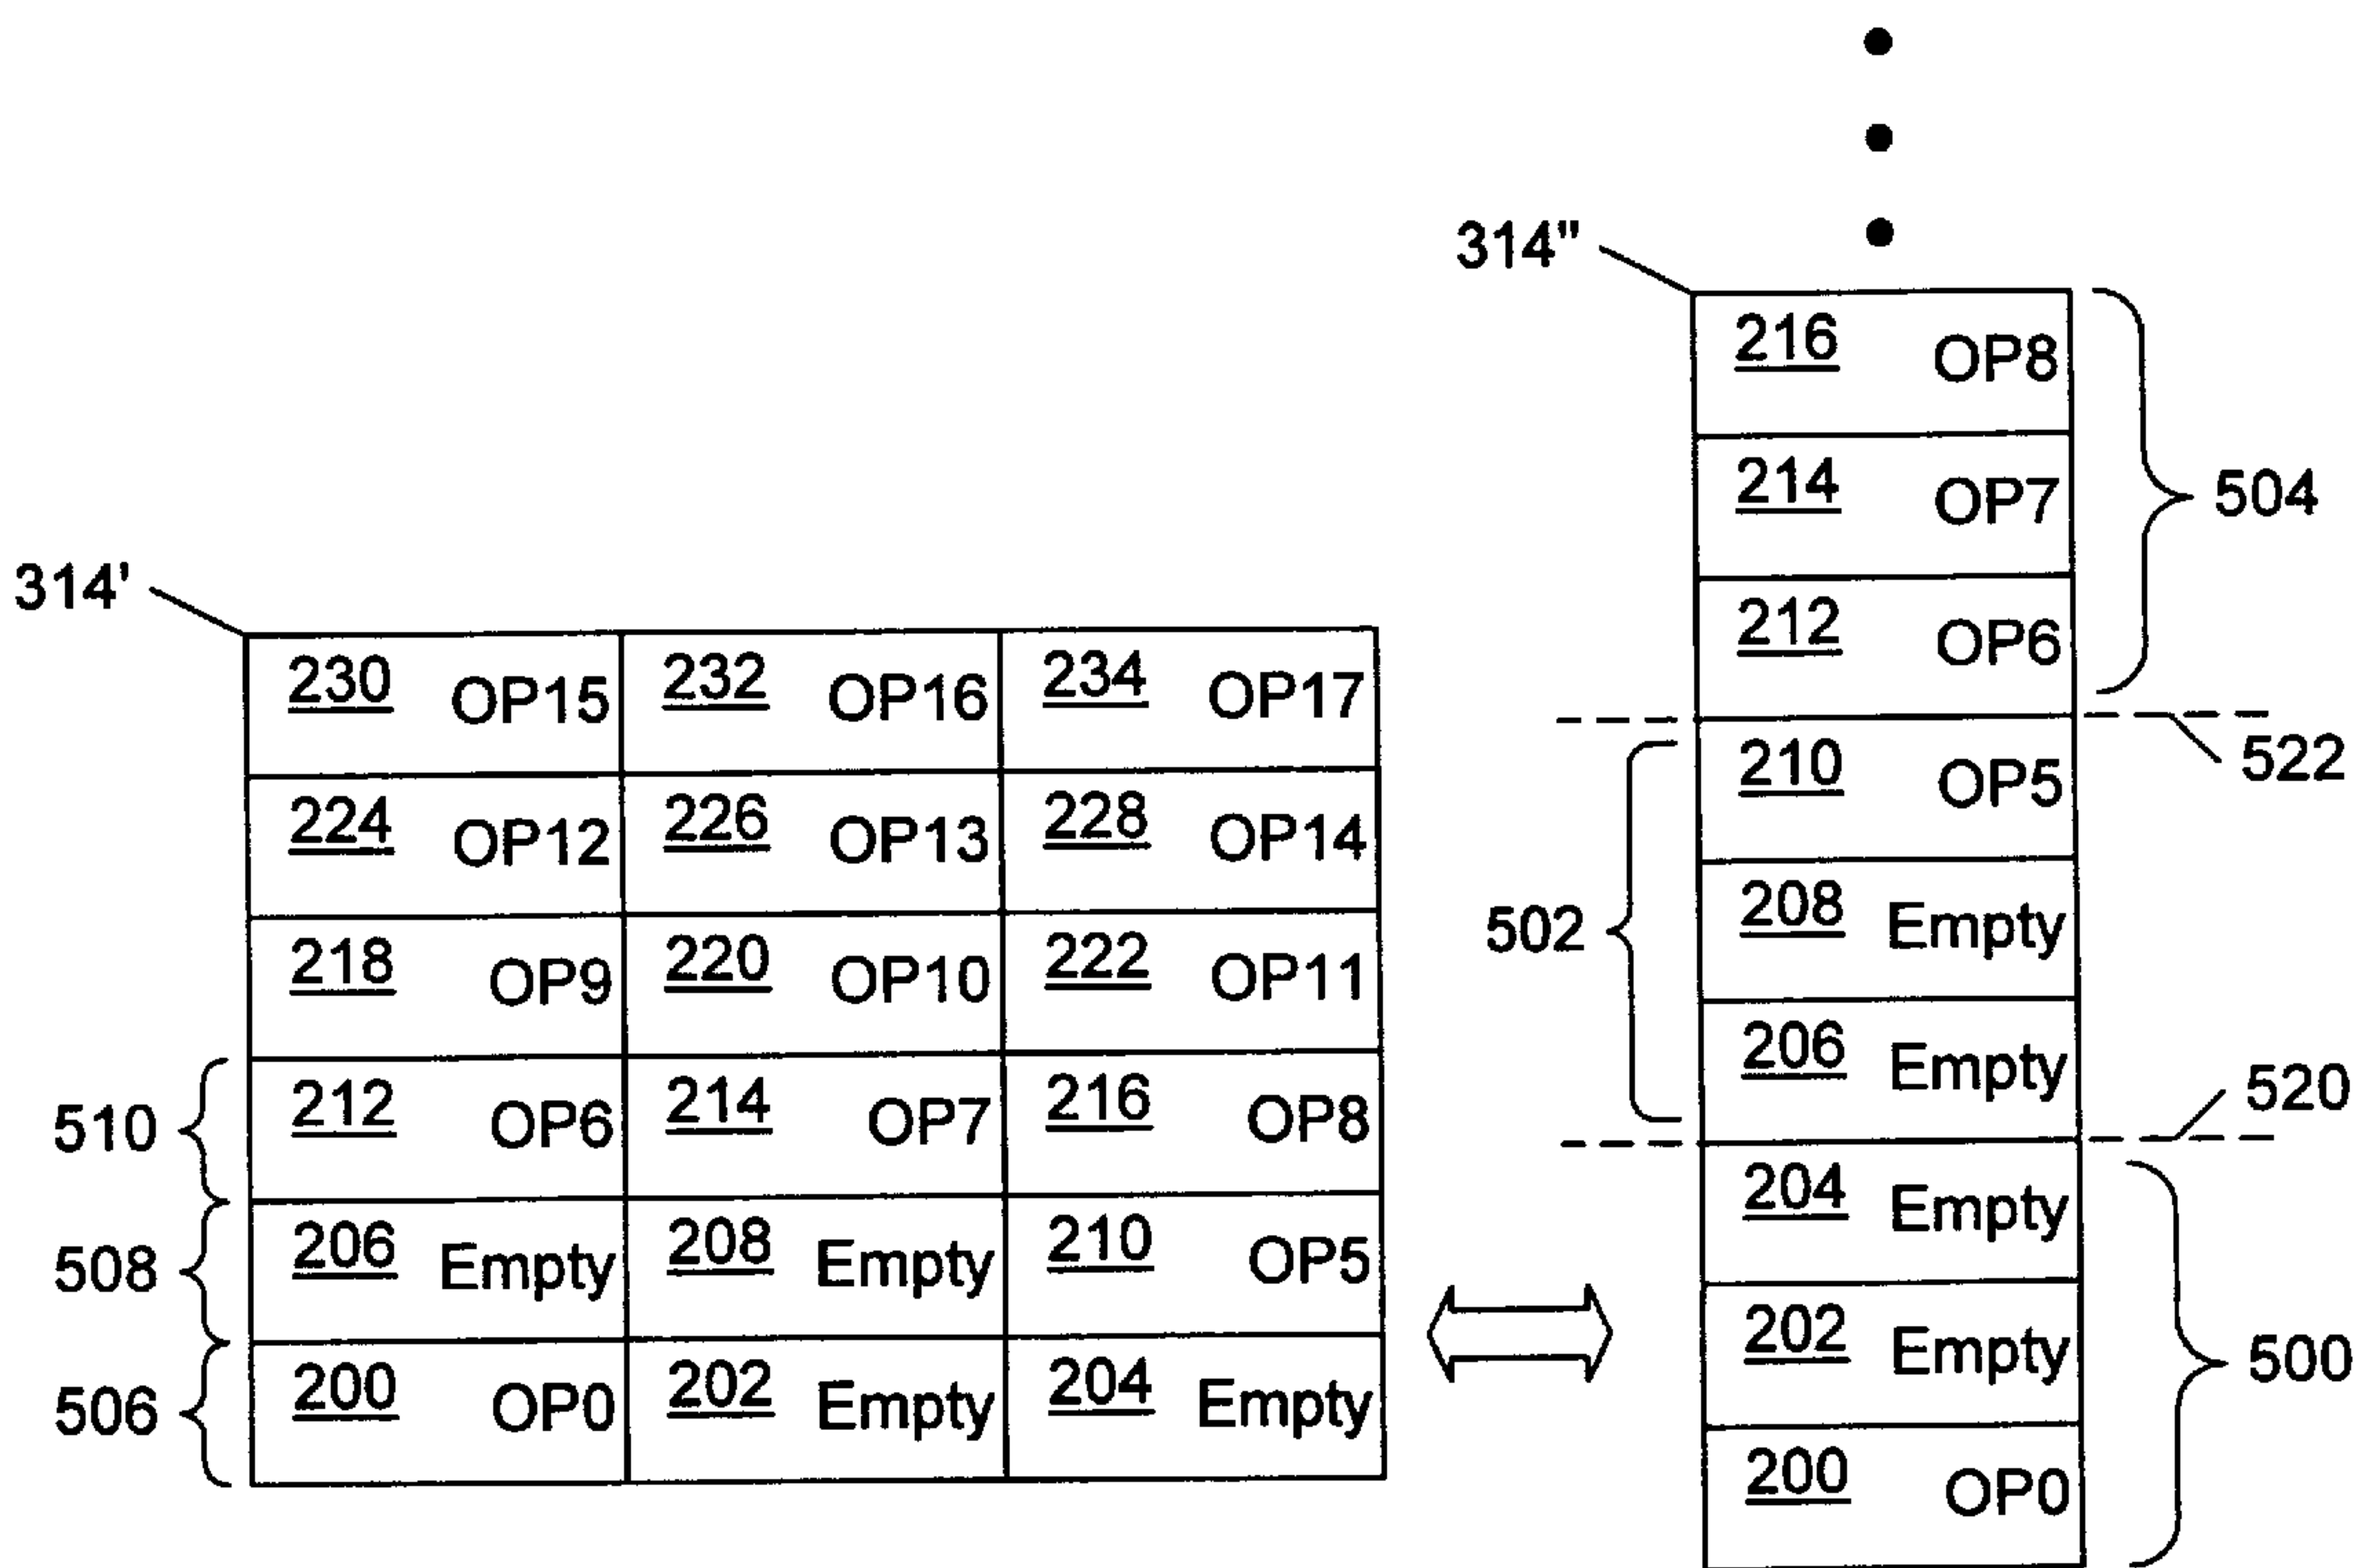 314"
216 OP8
214 OP7
504
212 OP6
522
210 OP5
502
208 Empty
206 Empty
520
204 Empty
202 Empty
500
200 OP0
314'
230 OP15 232 OP16 234 OP17
224 OP12 226 OP13 228 OP14
218 OP9 220 OP10 222 OP11
510 212 OP6 214 OP7 216 OP8
508 206 Empty 208 Empty 210 OP5
506 200 OP0 202 Empty 204 Empty